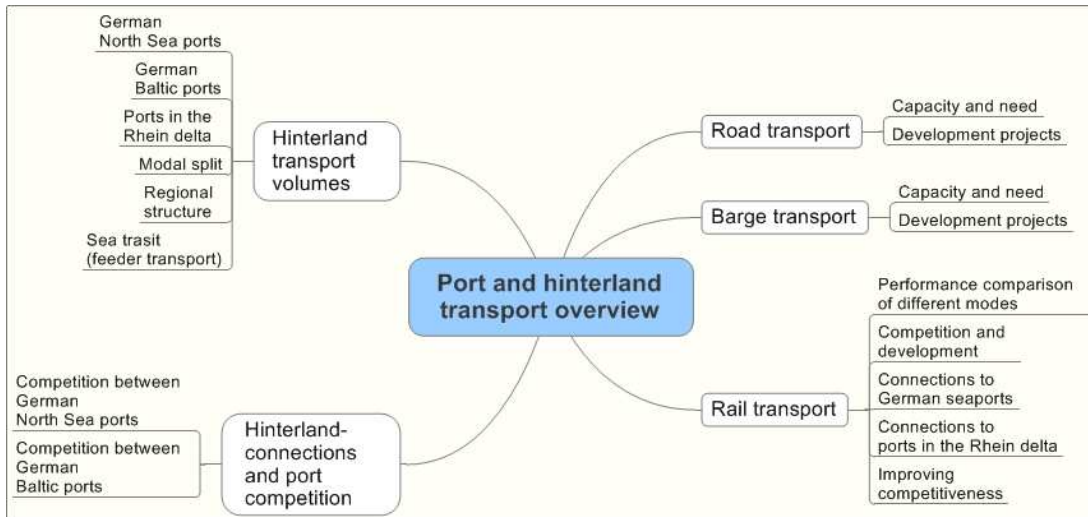 German
North Sea ports
German
Baltic ports
Ports in the
Rhein delta
Modal split
Regional
structure
Sea trasit
(feeder transport)
Hinterland
transport
volumes
Competition between
German
North Sea ports
Competition between
German
Baltic ports
Hinterland-
connections
and port
competition
Port and hinterland
transport overview
Road transport
Capacity and need
Development projects
Barge transport
Capacity and need
Development projects
Rail transport
Performance comparison
of different modes
Competition and
development
Connections to
German seaports
Connections to
ports in the Rhein delta
Improving
competitiveness